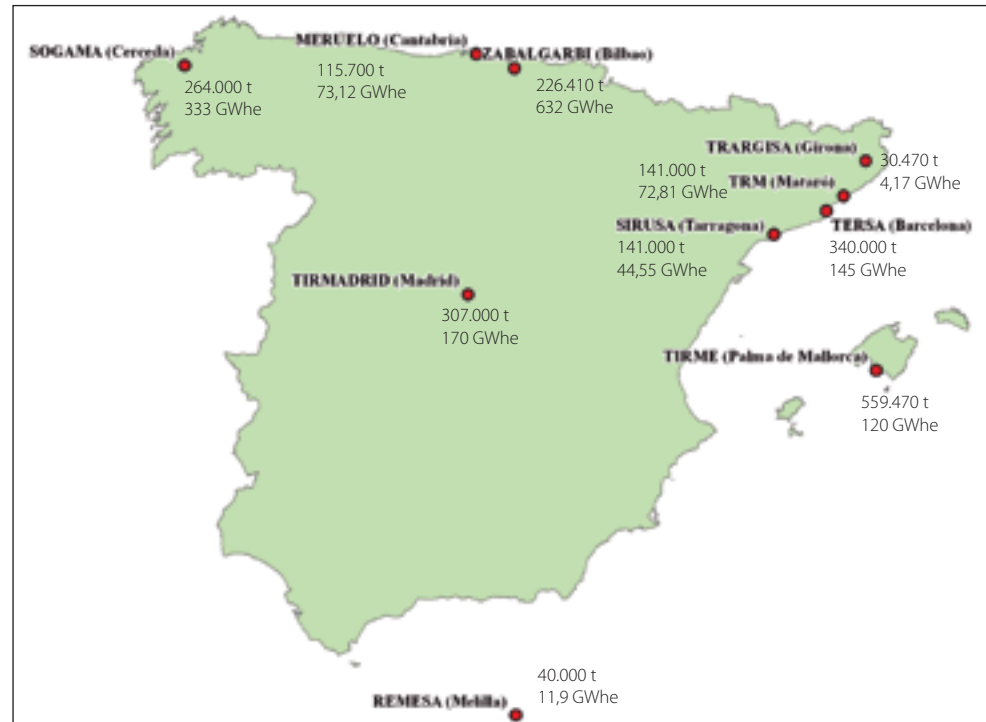 SOGAMA (Cerceda)
264.000 t
333 GWhe
MERUELO (Cantabria)
115.700 t
73,12 GWhe
ZABALGARBI (Bilbao)
226.410 t
632 GWhe
TRARGISA (Girona)
30.470 t
4,17 GWhe
TRM (Mataró)
141.000 t
72,81 GWhe
SIRUSA (Tarragona)
141.000 t
44,55 GWhe
TERSA (Barcelona)
340.000 t
145 GWhe
TIRMADRID (Madrid)
307.000 t
170 GWhe
TIRME (Palma de Mallorca)
559.470 t
120 GWhe
REMESA (Melilla)
40.000 t
11,9 GWhe